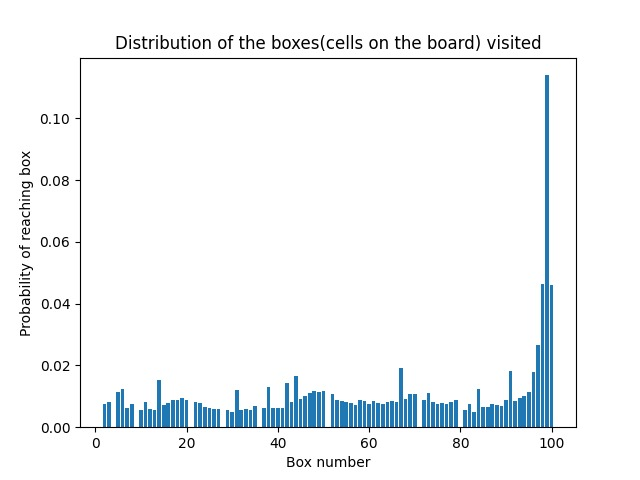 Distribution of the boxes(cells on the board) visited
0.10
0.08
0.06
0.04
0.02
0.00
Probability of reaching box
0 20 40 60 80 100
Box number